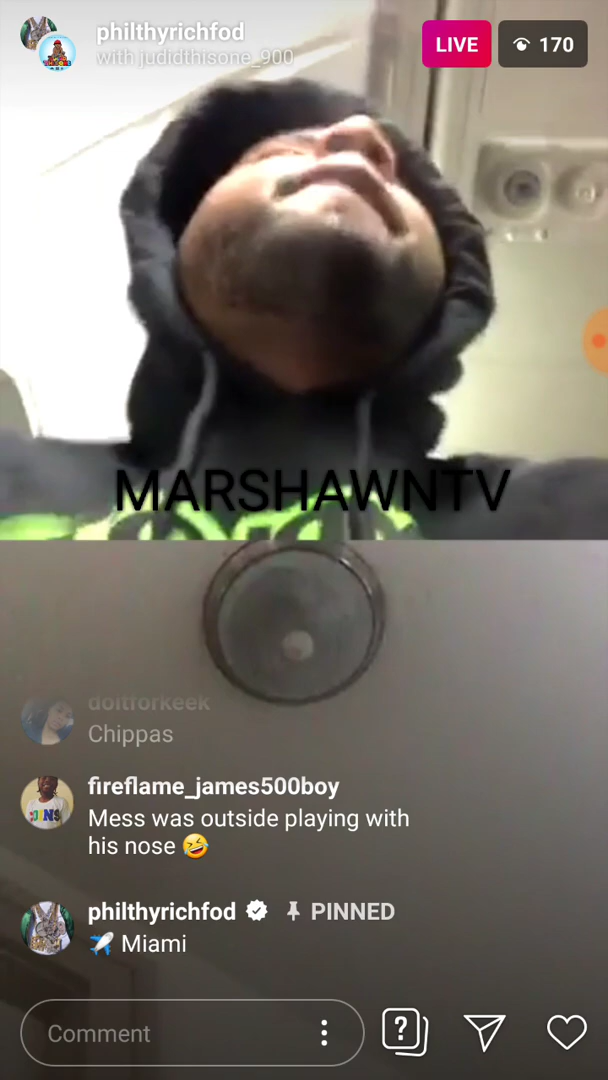 philthyrichfod
with judidthisone_900
LIVE
170
MARSHAWNTV
doitforkeek
Chippas
fireflame_james500boy
Mess was outside playing with
his nose 🤣
philthyrichfod PINNED
✈️ Miami
Comment
?